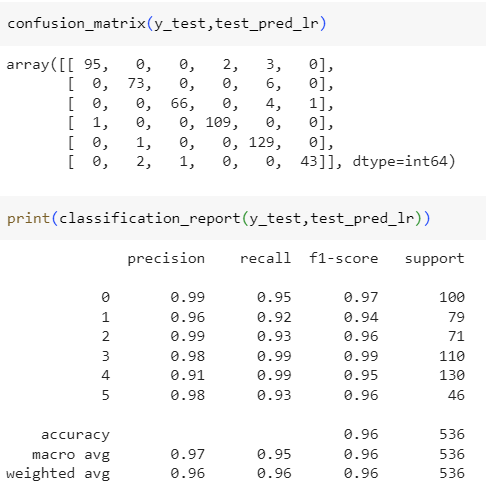 confusion_matrix(y_test,test_pred_lr)
array([[ 95,   0,   0,   2,   3,   0],
       [  0,  73,   0,   0,   6,   0],
       [  0,   0,  66,   0,   4,   1],
       [  1,   0,   0, 109,   0,   0],
       [  0,   1,   0,   0, 129,   0],
       [  0,   2,   1,   0,   0,  43]], dtype=int64)
print(classification_report(y_test,test_pred_lr))
              precision    recall  f1-score   support
           0       0.99      0.95      0.97       100
           1       0.96      0.92      0.94        79
           2       0.99      0.93      0.96        71
           3       0.98      0.99      0.99       110
           4       0.91      0.99      0.95       130
           5       0.98      0.93      0.96        46
    accuracy                           0.96       536
   macro avg       0.97      0.95      0.96       536
weighted avg       0.96      0.96      0.96       536